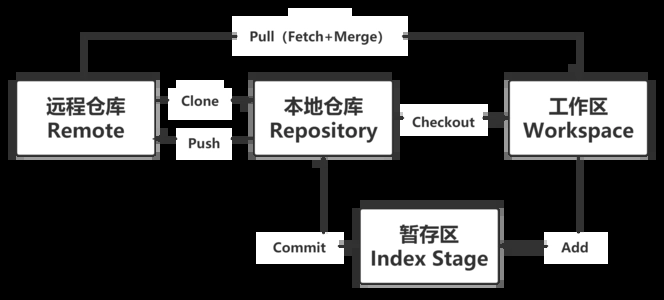 Pull（Fetch+Merge）
远程仓库
Remote
Clone
Push
本地仓库
Repository
Checkout
工作区
Workspace
Commit
暂存区
Index Stage
Add